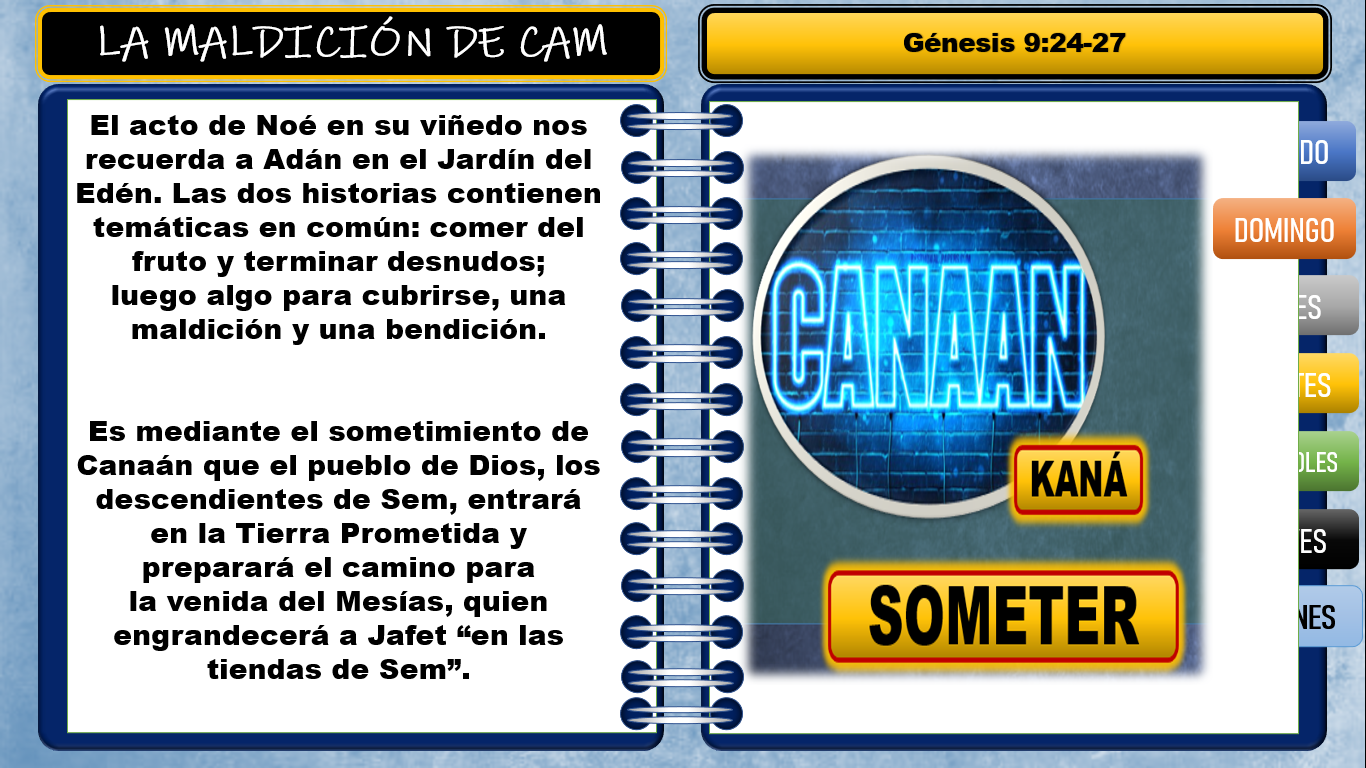 LA MALDICIÓN DE CAM
Génesis 9:24-27
El acto de Noé en su viñedo nos
recuerda a Adán en el Jardín del
Edén. Las dos historias contienen
temáticas en común: comer del
fruto y terminar desnudos;
luego algo para cubrirse, una
maldición y una bendición.
Es mediante el sometimiento de
Canaán que el pueblo de Dios, los
descendientes de Sem, entrará
en la Tierra Prometida y
preparará el camino para
la venida del Mesías, quien
engrandecerá a Jafet “en las
tiendas de Sem”.
CANAAN
KANÁ
SOMETER
DO
DOMINGO
ES
TES
OLES
ES
NES